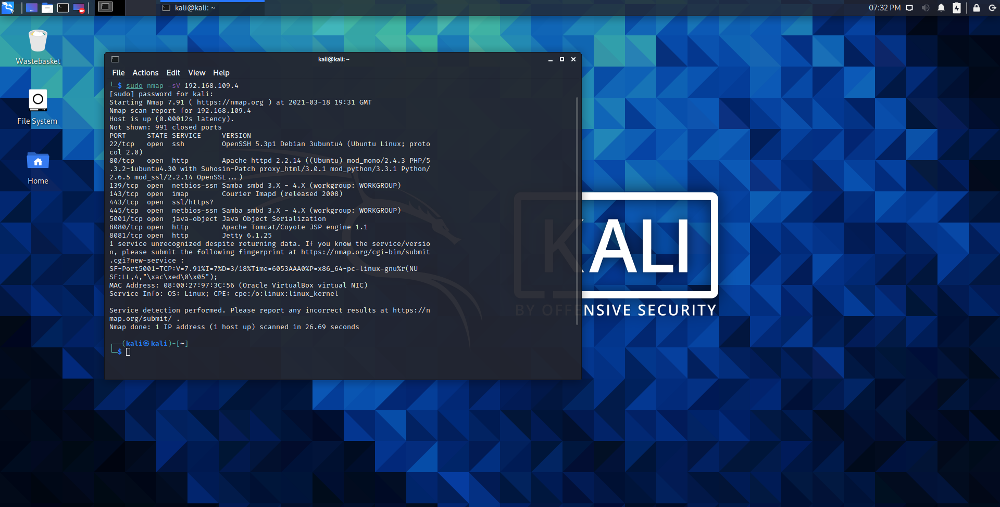 kali@kali: ~
07:32 PM
Wastebasket
File System
Home
kali@kali: ~
File Actions Edit View Help
└─$ sudo nmap -sV 192.168.109.4
[sudo] password for kali:
Starting Nmap 7.91 ( https://nmap.org ) at 2021-03-18 19:31 GMT
Nmap scan report for 192.168.109.4
Host is up (0.00012s latency).
Not shown: 991 closed ports
PORT     STATE SERVICE     VERSION
22/tcp   open  ssh         OpenSSH 5.3p1 Debian 3ubuntu4 (Ubuntu Linux; proto
col 2.0)
80/tcp   open  http        Apache httpd 2.2.14 ((Ubuntu) mod_mono/2.4.3 PHP/5
.3.2-1ubuntu4.30 with Suhosin-Patch proxy_html/3.0.1 mod_python/3.3.1 Python/
2.6.5 mod_ssl/2.2.14 OpenSSL...)
139/tcp  open  netbios-ssn Samba smbd 3.X - 4.X (workgroup: WORKGROUP)
143/tcp  open  imap        Courier Imapd (released 2008)
443/tcp  open  ssl/https?
445/tcp  open  netbios-ssn Samba smbd 3.X - 4.X (workgroup: WORKGROUP)
5001/tcp open  java-object Java Object Serialization
8080/tcp open  http        Apache Tomcat/Coyote JSP engine 1.1
8081/tcp open  http        Jetty 6.1.25
1 service unrecognized despite returning data. If you know the service/versio
n, please submit the following fingerprint at https://nmap.org/cgi-bin/submit
.cgi?new-service :
SF-Port5001-TCP:V=7.91%I=7%D=3/18%Time=6053AAA0%P=x86_64-pc-linux-gnu%r(NU
SF:LL,4,"\xac\xed\0\x05");
MAC Address: 08:00:27:97:3C:56 (Oracle VirtualBox virtual NIC)
Service Info: OS: Linux; CPE: cpe:/o:linux:linux_kernel
Service detection performed. Please report any incorrect results at https://n
map.org/submit/ .
Nmap done: 1 IP address (1 host up) scanned in 26.69 seconds
┌──(kali㉿kali)-[~]
└─$
KALI
BY OFFENSIVE SECURITY